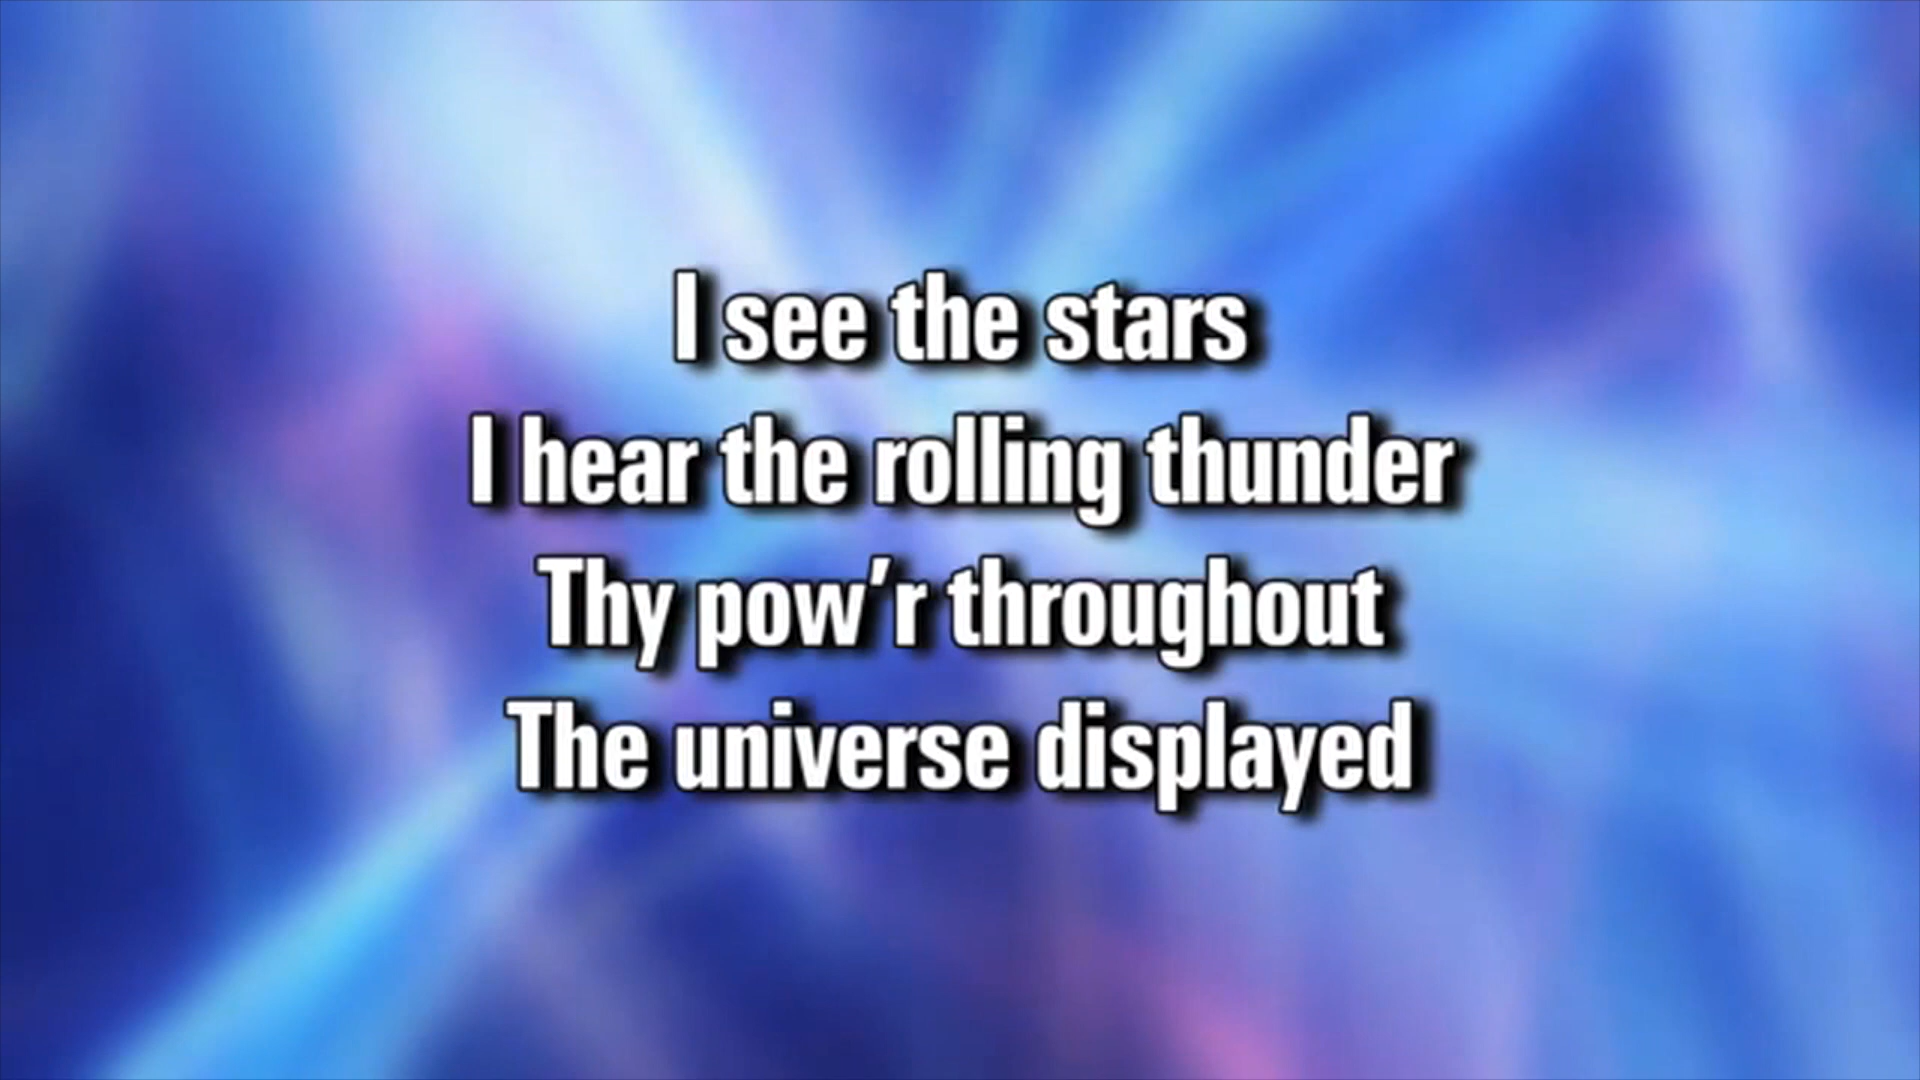 I see the stars
I hear the rolling thunder
Thy pow’r throughout
The universe displayed